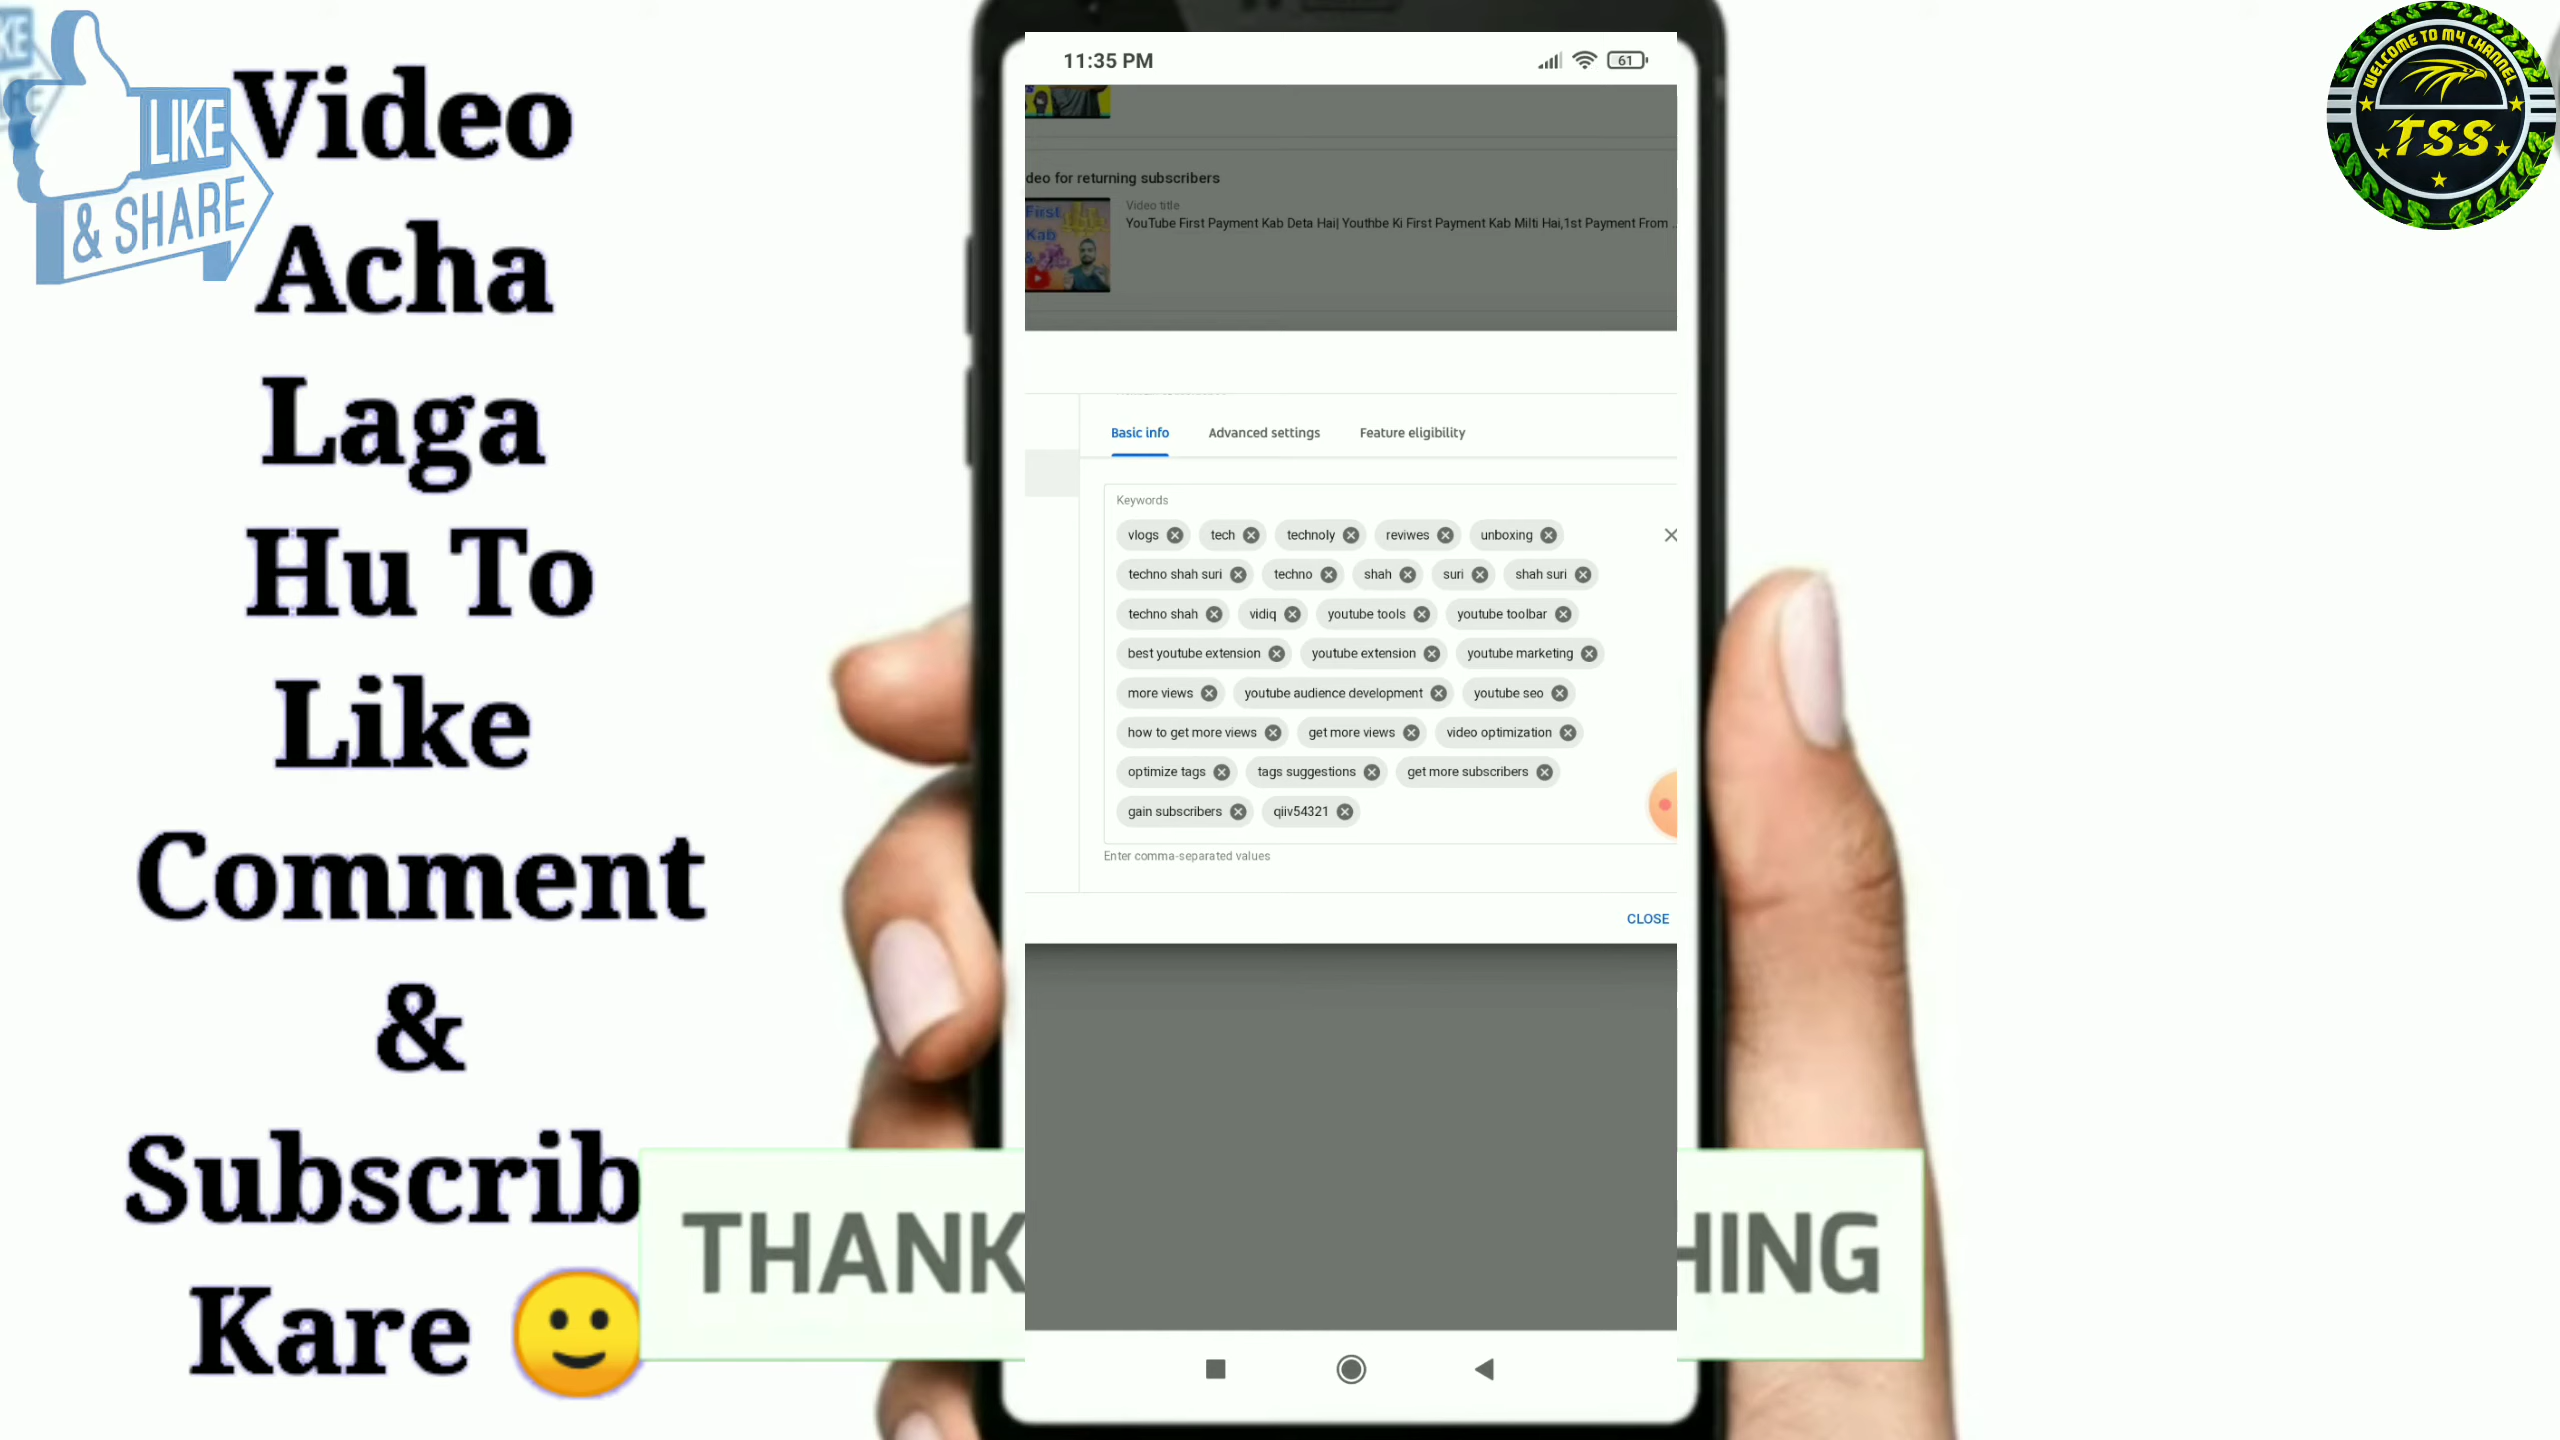 LIKE
& SHARE
Video
Acha
Laga
Hu To
Like
Comment
&
Subscrib
Kare
WELCOME TO MY CHANNEL
TSS
11:35 PM
61
deo for returning subscribers
Video title
YouTube First Payment Kab Deta Hai| Youthbe Ki First Payment Kab Milti Hai,1st Payment From ...
First
Kab
Basic info Advanced settings Feature eligibility
Keywords
vlogs tech technoly reviwes unboxing
techno shah suri techno shah suri shah suri
techno shah vidiq youtube tools youtube toolbar
best youtube extension youtube extension youtube marketing
more views youtube audience development youtube seo
how to get more views get more views video optimization
optimize tags tags suggestions get more subscribers
gain subscribers qiiv54321
Enter comma-separated values
CLOSE
THANK HING